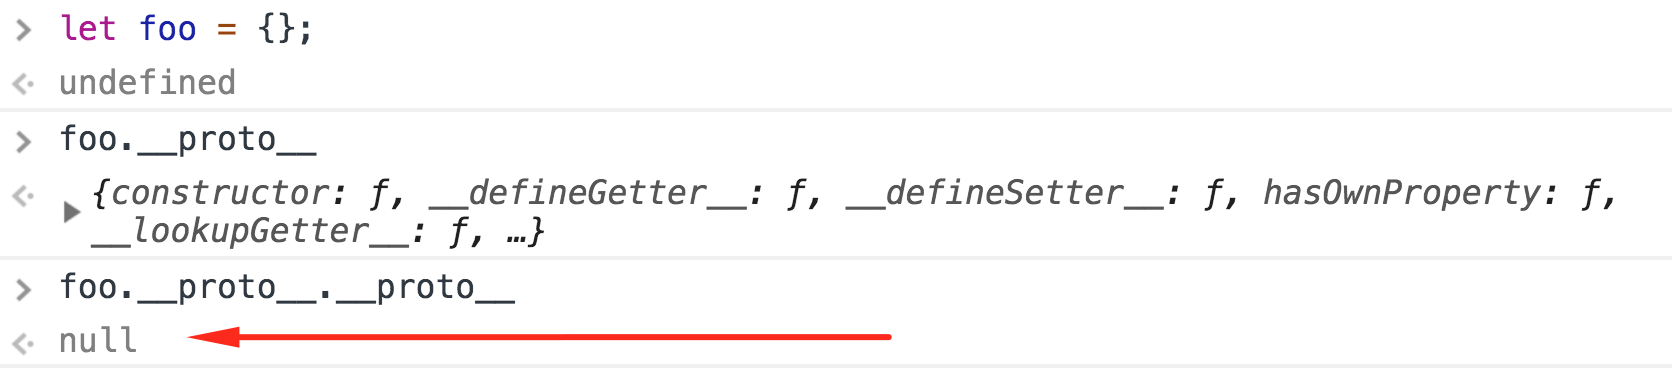 let foo = {};
undefined
foo.__proto__
{constructor: ƒ, __defineGetter__: ƒ, __defineSetter__: ƒ, hasOwnProperty: ƒ,
__lookupGetter__: ƒ, …}
foo.__proto__.__proto__
null